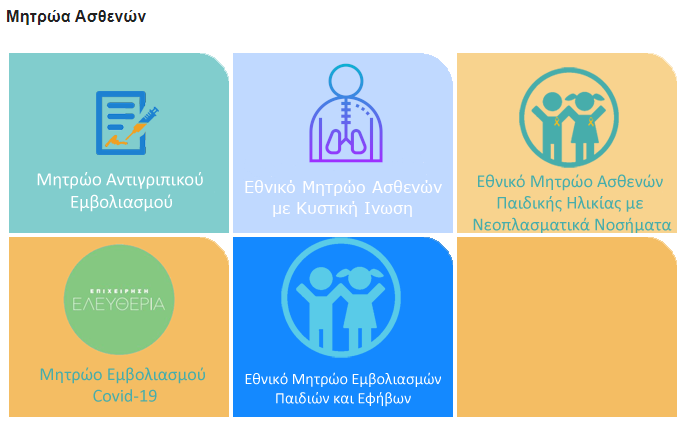 Μητρώα Ασθενών
Μητρώο Αντιγριπικού
Εμβολιασμού
Εθνικό Μητρώο Ασθενών
με Κυστική Ινωση
Εθνικό Μητρώο Ασθενών
Παιδικής Ηλικίας με
Νεοπλασματικά Νοσήματα
ΕΠΙΧΕΙΡΗΣΗ
ΕΛΕΥΘΕΡΙΑ
Μητρώο Εμβολιασμού
Covid-19
Εθνικό Μητρώο Εμβολιασμών
Παιδιών και Εφήβων